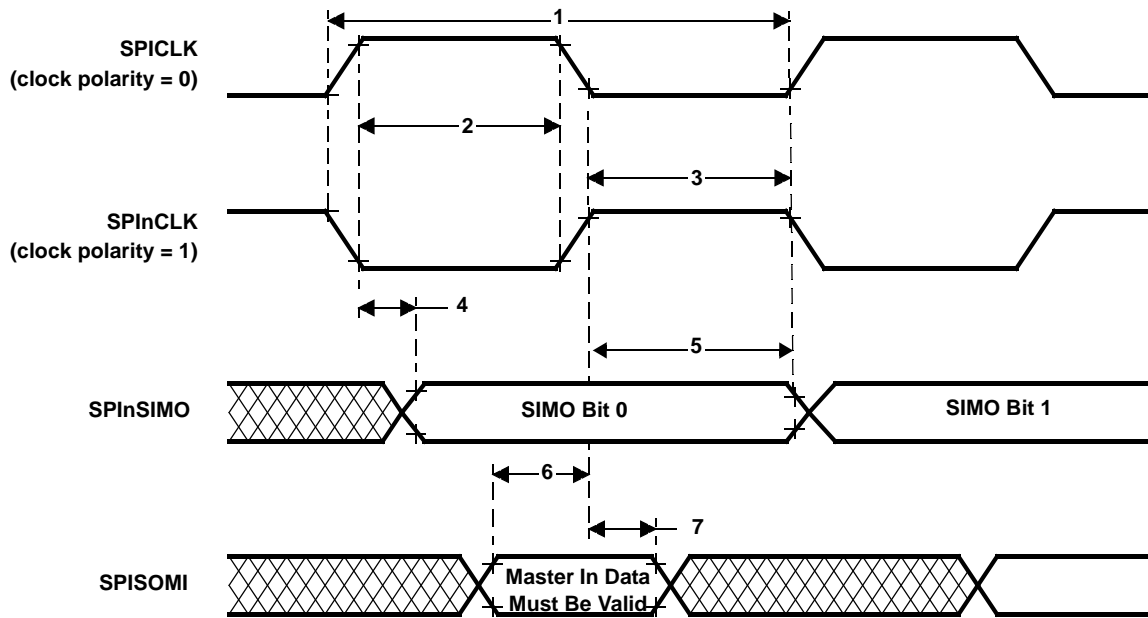 1
SPICLK
(clock polarity = 0)
2
3
SPInCLK
(clock polarity = 1)
4
5
SPInSIMO
SIMO Bit 0
SIMO Bit 1
6
7
SPISOMI
Master In Data
Must Be Valid